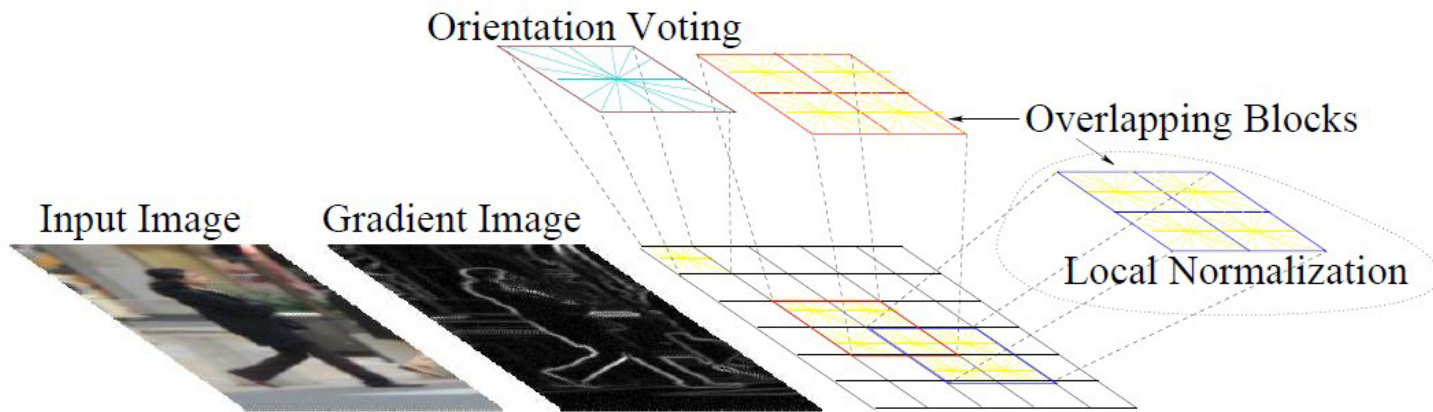 Orientation Voting
Overlapping Blocks
Input Image
Gradient Image
Local Normalization